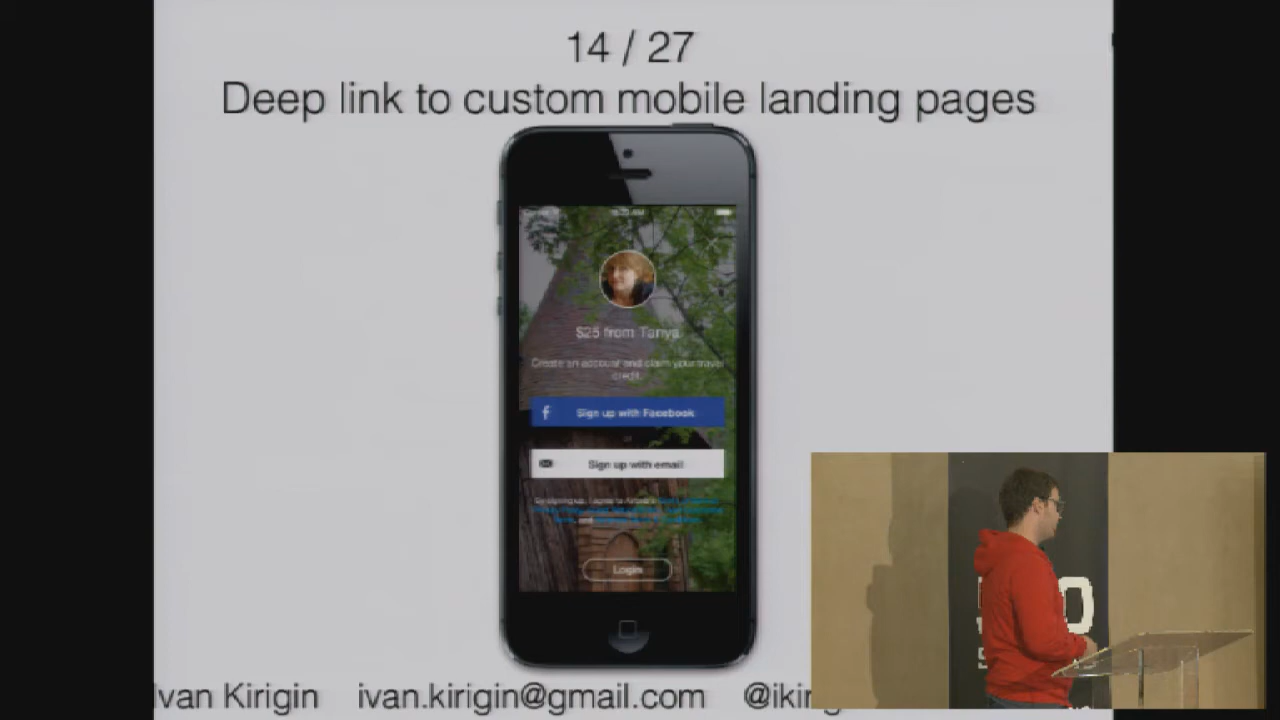 14 / 27
Deep link to custom mobile landing pages
$25 from Tanya
Create an account and claim your travel
credit.
f Sign up with Facebook
or
Sign up with email
Login
Ivan Kirigin ivan.kirigin@gmail.com